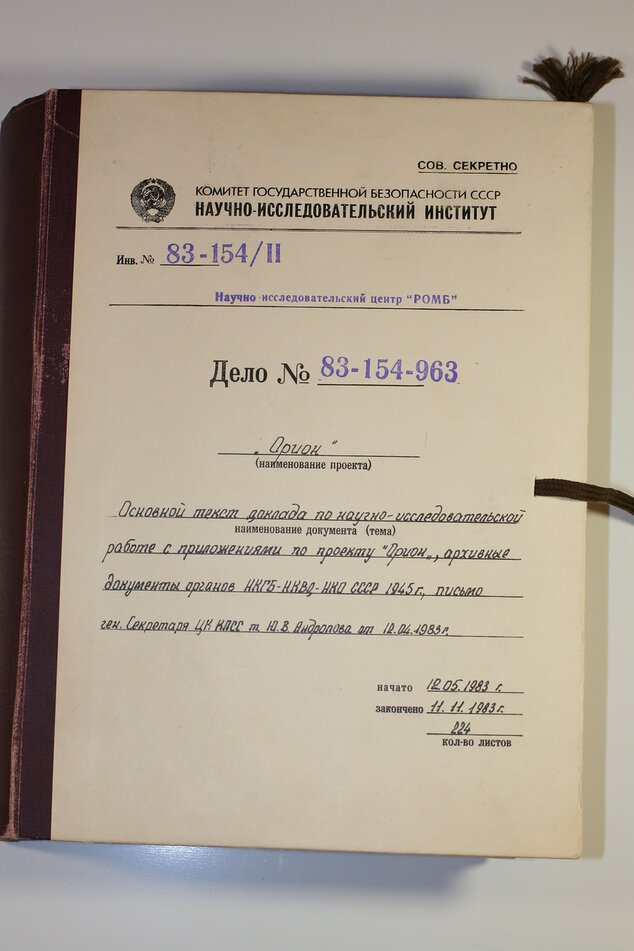 СОВ. СЕКРЕТНО
КОМИТЕТ ГОСУДАРСТВЕННОЙ БЕЗОПАСНОСТИ СССР
НАУЧНО-ИССЛЕДОВАТЕЛЬСКИЙ ИНСТИТУТ
Инв. № 83-154/II
Научно-исследовательский центр "РОМБ"
Дело № 83-154-963
„Орион"
(наименование проекта)
Основной текст доклада по научно-исследовательской
наименование документа (тема)
работе с приложениями по проекту "Орион„, архивные
документы органов НКГБ-НКВД-НКО СССР 1945 г., письмо
ген. Секретаря ЦК КПСС т. Ю.В. Андропова от 12.04.1983 г.
начато 12.05.1983 г.
закончено 11.11.1983 г.
224
кол-во листов